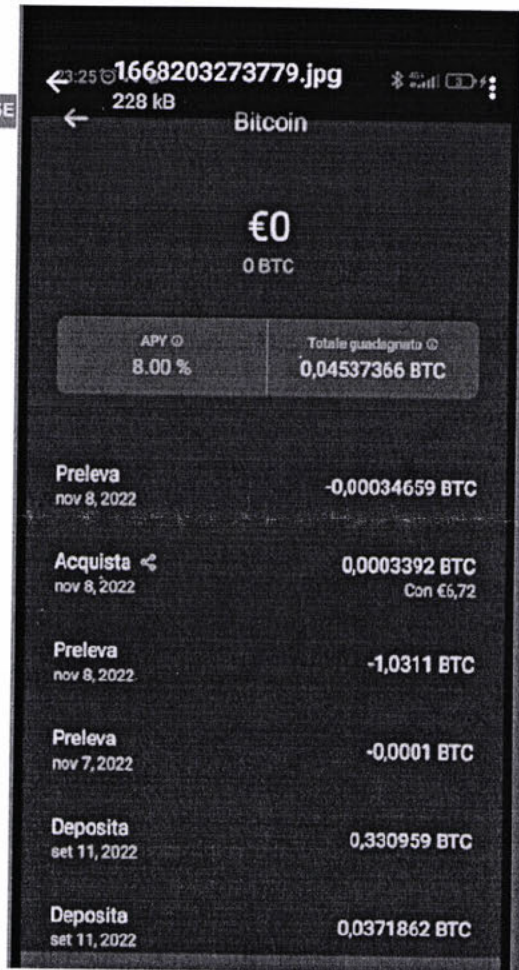 SE
23:25 1668203273779.jpg
228 kB
Bitcoin
€0
0 BTC
APY
8.00 %
Totale guadagnato
0,04537366 BTC
Preleva
-0,00034659 BTC
nov 8, 2022
Acquista
0,0003392 BTC
nov 8, 2022
Con €6,72
Preleva
-1,0311 BTC
nov 8, 2022
Preleva
-0,0001 BTC
nov 7, 2022
Deposita
0,330959 BTC
set 11, 2022
Deposita
0,0371862 BTC
set 11, 2022